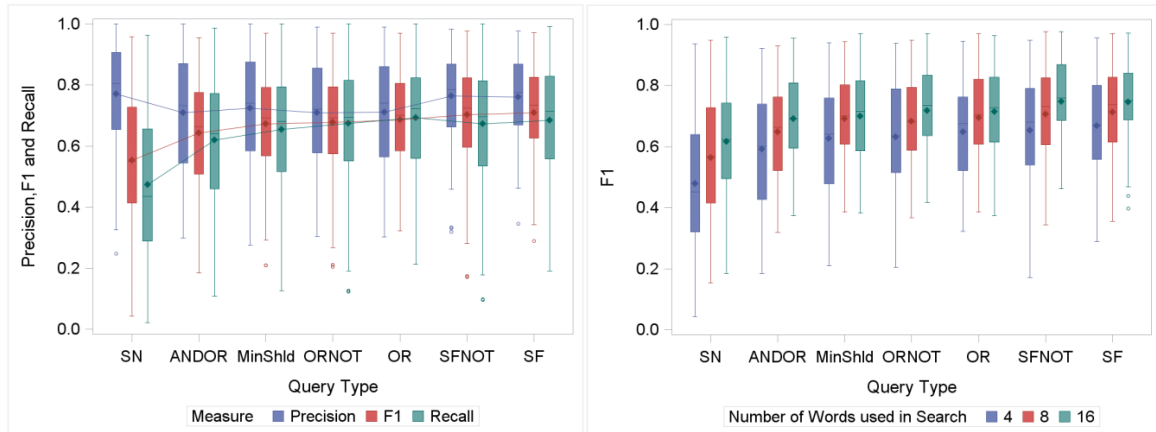 Precision, F1 and Recall
1.0
0.8
0.6
0.4
0.2
0.0
SN ANDOR MinShld ORNOT OR SFNOT SF
Query Type
Measure Precision F1 Recall
F1
1.0
0.8
0.6
0.4
0.2
0.0
SN ANDOR MinShld ORNOT OR SFNOT SF
Query Type
Number of Words used in Search 4 8 16